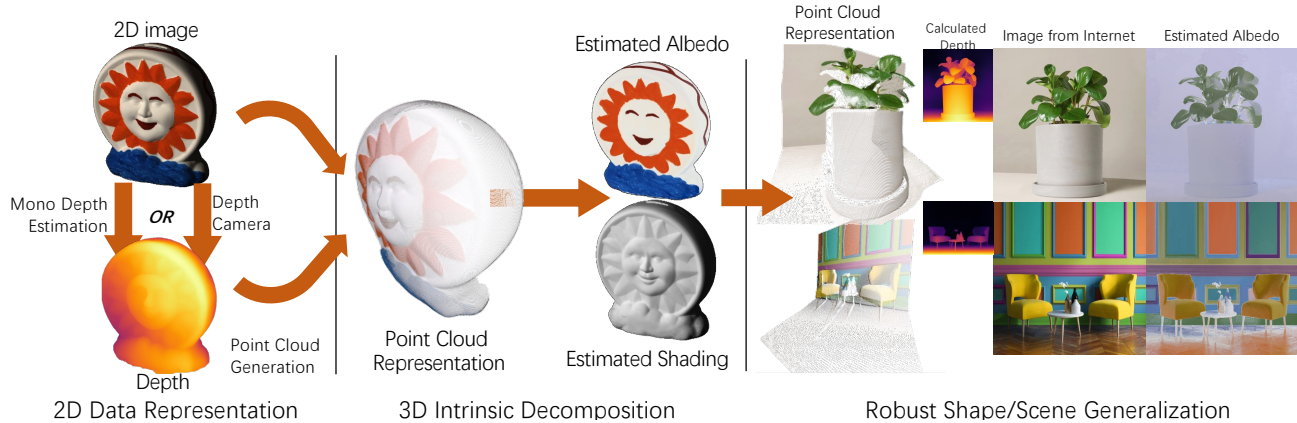 2D image
Mono Depth
Estimation
OR
Depth
Camera
Depth
Point Cloud
Generation
2D Data Representation
Point Cloud
Representation
Estimated Albedo
Estimated Shading
3D Intrinsic Decomposition
Point Cloud
Representation
Calculated
Depth
Image from Internet
Estimated Albedo
Robust Shape/Scene Generalization